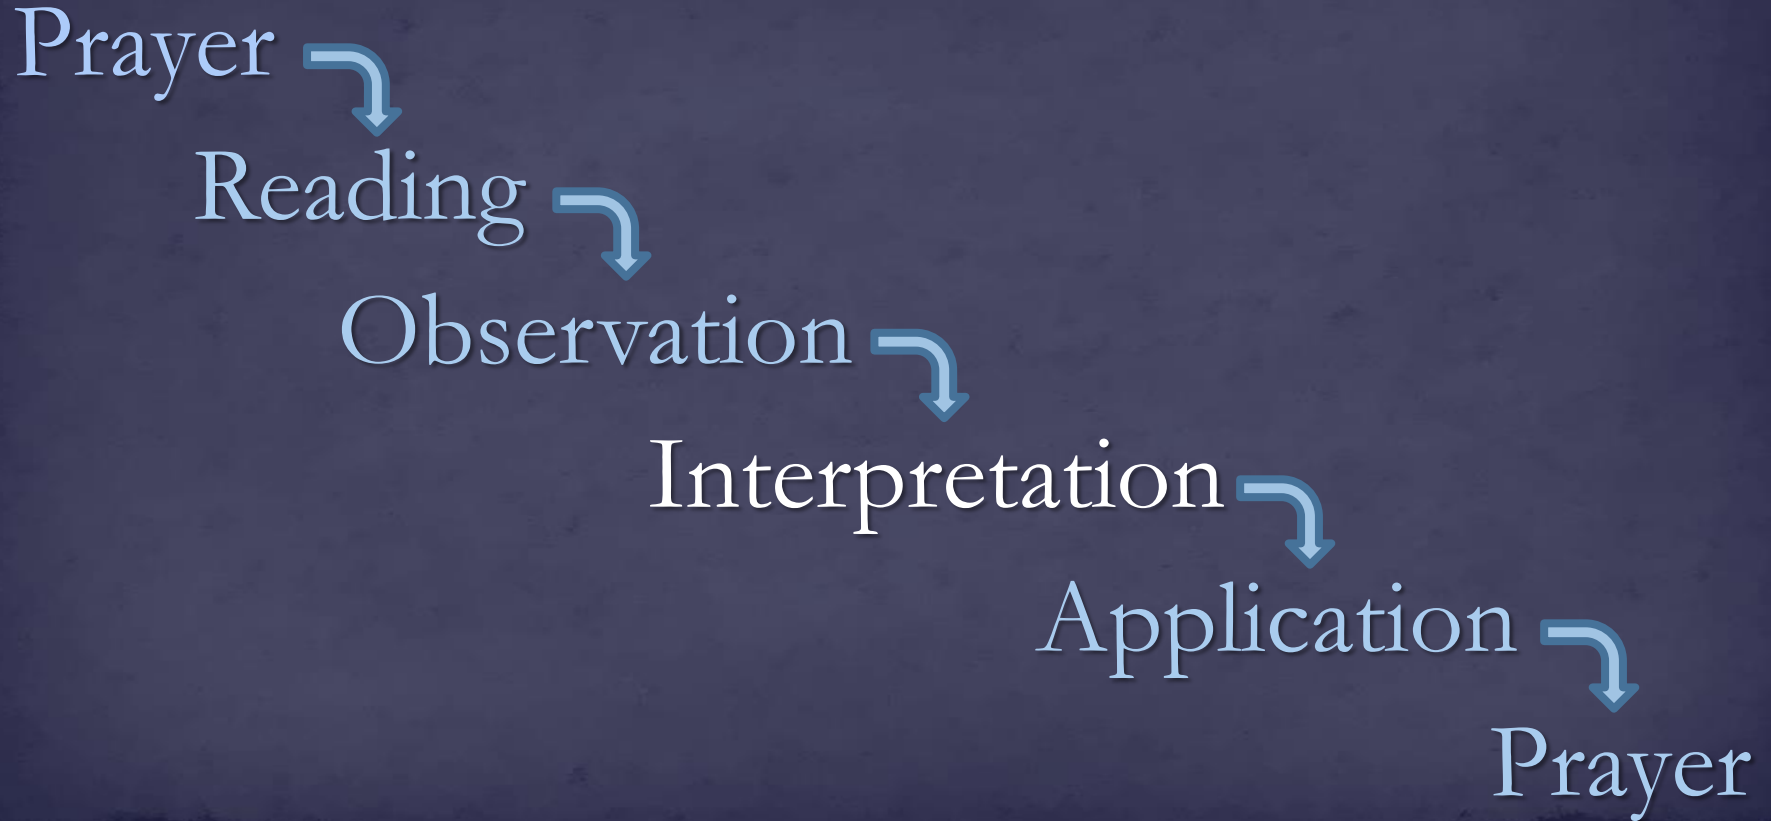 Prayer
Reading
Observation
Interpretation
Application
Prayer